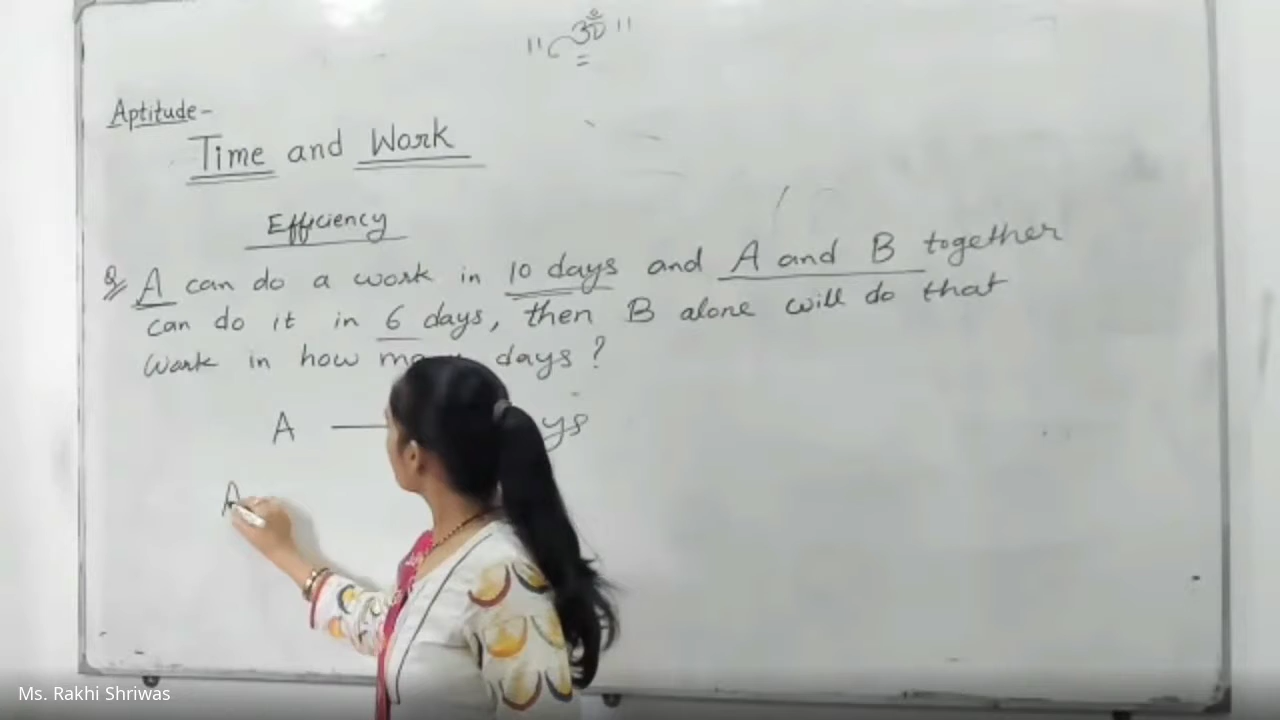 " ॐ "
Aptitude-
Time and Work
Efficiency
Q A can do a work in 10 days and A and B together
can do it in 6 days, then B alone will do that
work in how days ?
A —
A
Ms. Rakhi Shriwas